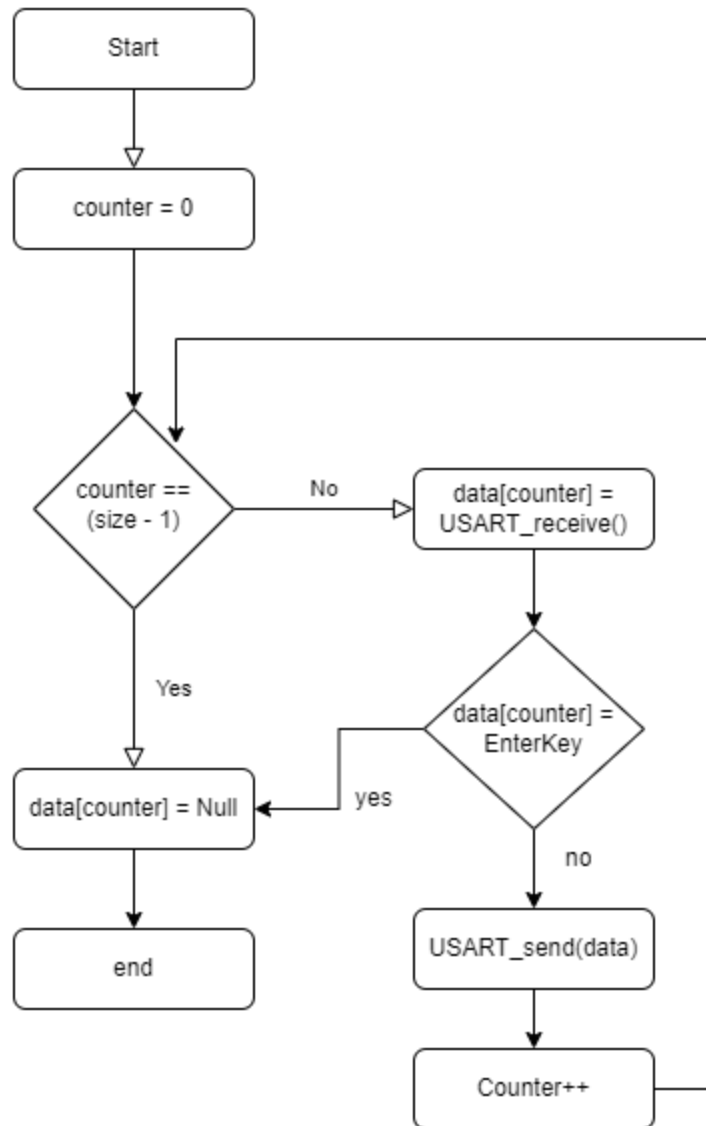 Start
counter = 0
counter ==
(size - 1)
No
data[counter] =
USART_receive()
Yes
data[counter] =
EnterKey
yes
data[counter] = Null
no
end
USART_send(data)
Counter++